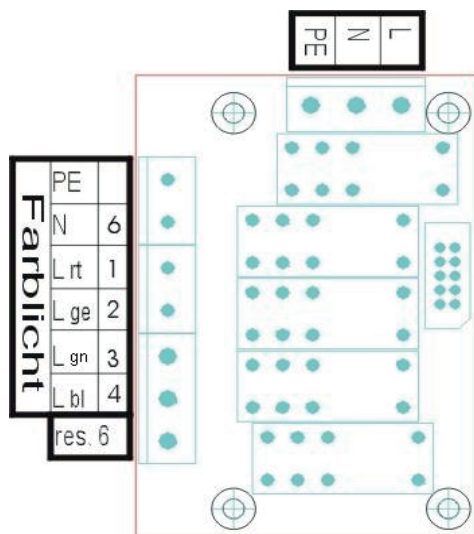 PE N L
Farblicht
PE
N 6
L rt 1
L ge 2
L gn 3
L bl 4
res. 6